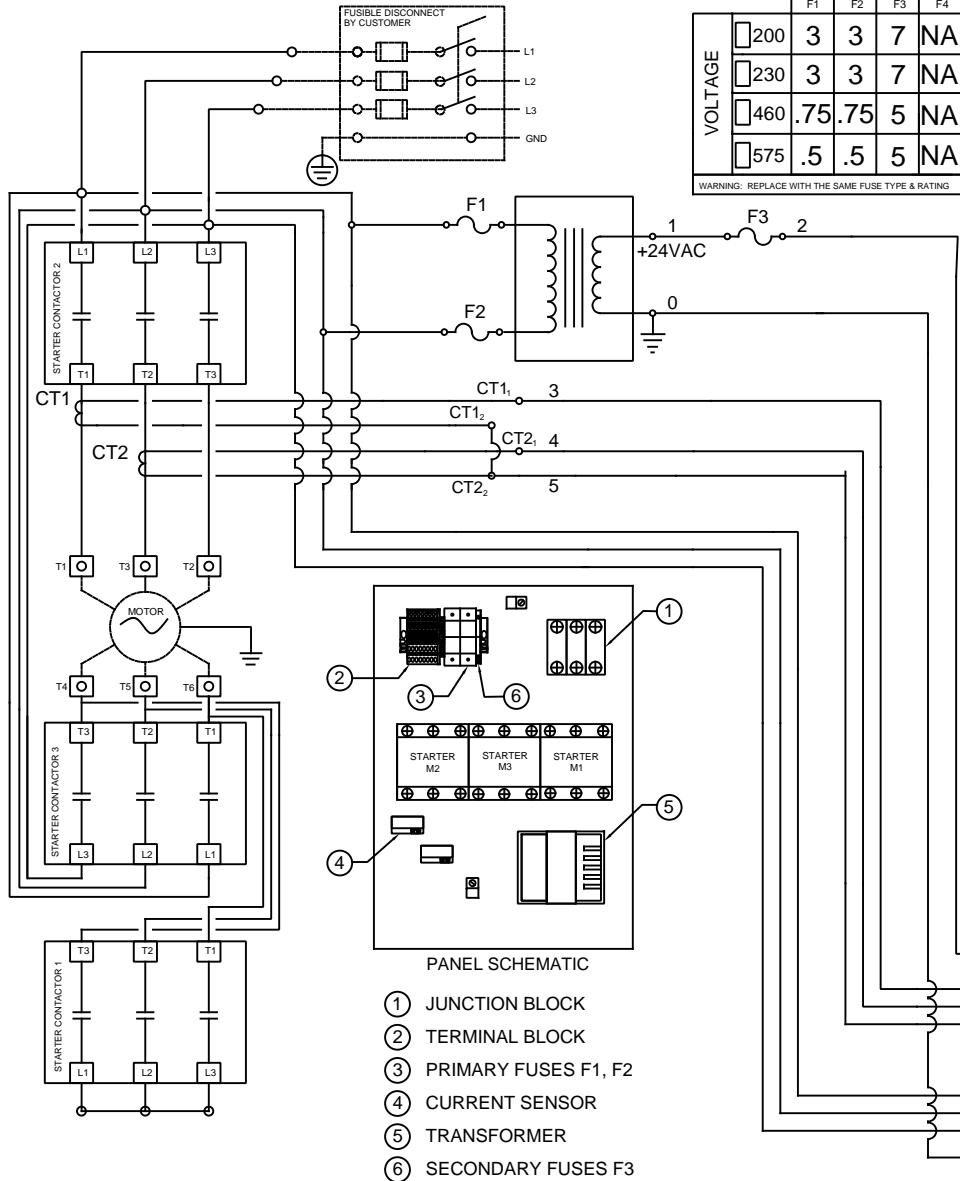 FUSIBLE DISCONNECT
BY CUSTOMER
L1
L2
L3
GND
F1 F2 F3 F4
VOLTAGE
200 3 3 7 NA
230 3 3 7 NA
460 .75 .75 5 NA
575 .5 .5 5 NA
WARNING: REPLACE WITH THE SAME FUSE TYPE & RATING
F1
F2
1
+24VAC
F3
2
0
L1 L2 L3
STARTER CONTACTOR 2
T1 T2 T3
CT1
CT2
CT1₁ 3
CT1₂
CT2₁ 4
CT2₂ 5
T1 T3 T2
MOTOR
T4 T5 T6
T3 T2 T1
STARTER CONTACTOR 3
L3 L2 L1
T3 T2 T1
STARTER CONTACTOR 1
L1 L2 L3
1
2
3
6
STARTER
M2
STARTER
M3
STARTER
M1
5
4
PANEL SCHEMATIC
1 JUNCTION BLOCK
2 TERMINAL BLOCK
3 PRIMARY FUSES F1, F2
4 CURRENT SENSOR
5 TRANSFORMER
6 SECONDARY FUSES F3